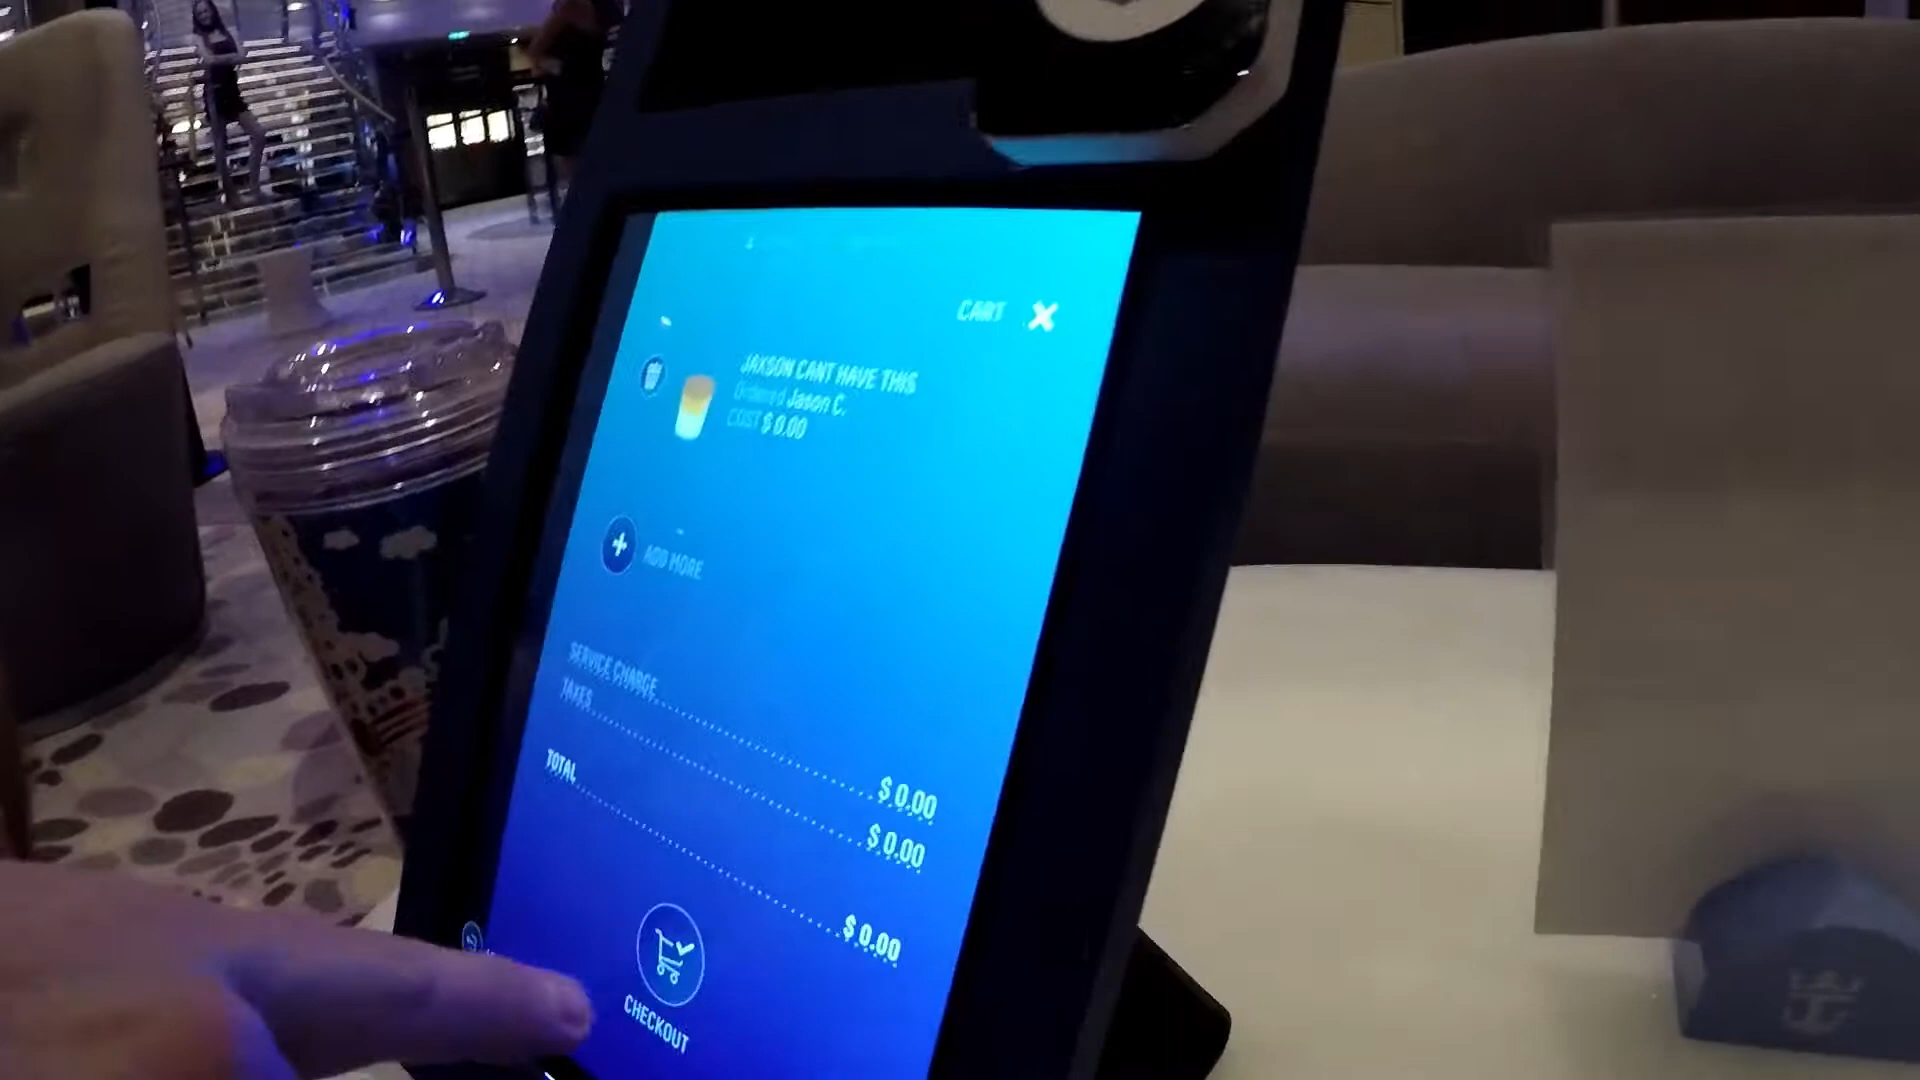 CART
JAXSON CANT HAVE THIS
Ordered Jason C.
COST $ 0.00
ADD MORE
SERVICE CHARGE $ 0.00
TAXES $ 0.00
TOTAL $ 0.00
CHECKOUT